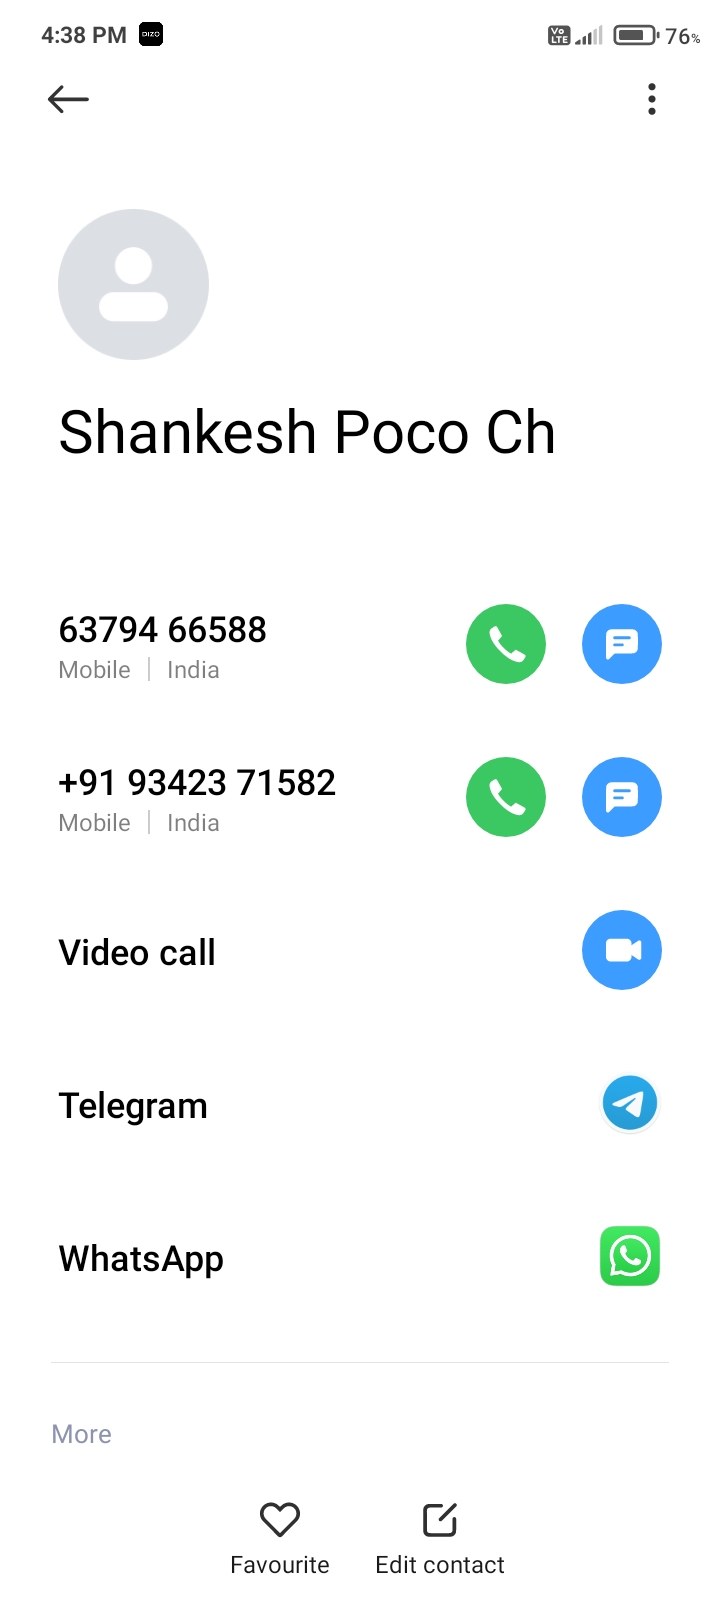 4:38 PM DIZO Vo LTE 76%
Shankesh Poco Ch
63794 66588
Mobile | India
+91 93423 71582
Mobile | India
Video call
Telegram
WhatsApp
More
Favourite Edit contact